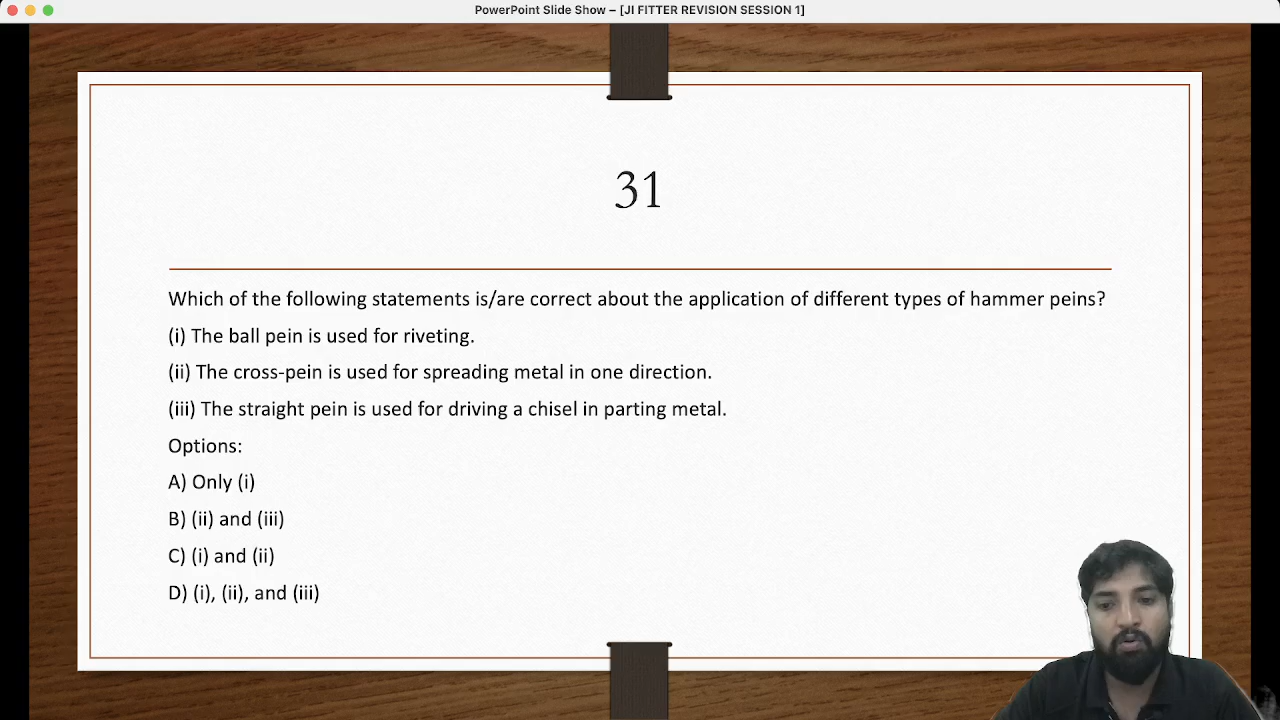 PowerPoint Slide Show – [JI FITTER REVISION SESSION 1]
31
Which of the following statements is/are correct about the application of different types of hammer peins?
(i) The ball pein is used for riveting.
(ii) The cross-pein is used for spreading metal in one direction.
(iii) The straight pein is used for driving a chisel in parting metal.
Options:
A) Only (i)
B) (ii) and (iii)
C) (i) and (ii)
D) (i), (ii), and (iii)